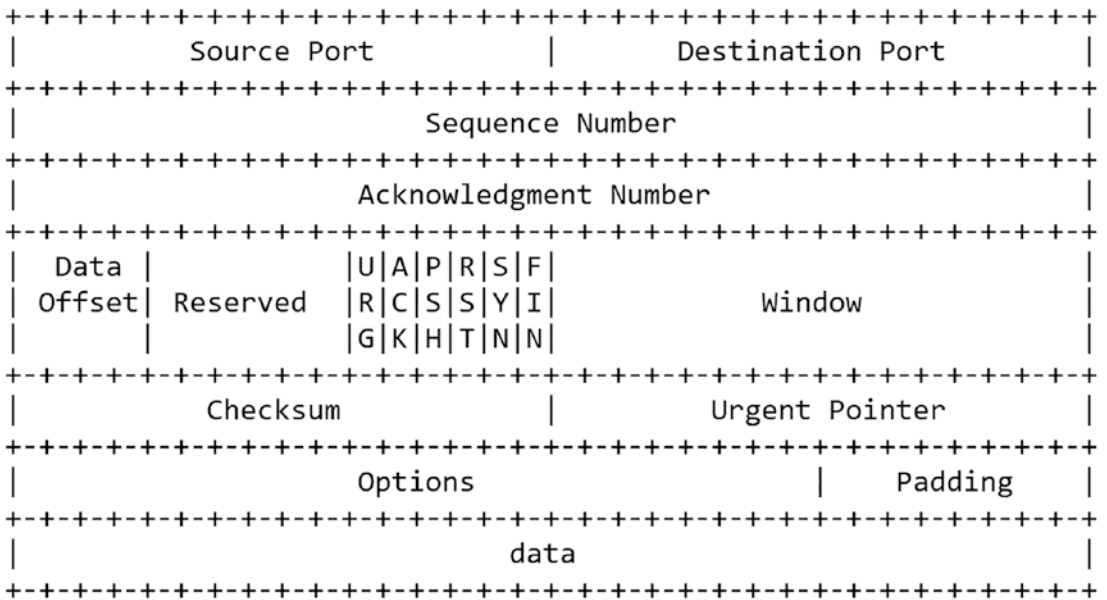 +-+-+-+-+-+-+-+-+-+-+-+-+-+-+-+-+-+-+-+-+-+-+-+-+-+-+-+-+-+-+-+-+
|          Source Port          |       Destination Port        |
+-+-+-+-+-+-+-+-+-+-+-+-+-+-+-+-+-+-+-+-+-+-+-+-+-+-+-+-+-+-+-+-+
|                        Sequence Number                        |
+-+-+-+-+-+-+-+-+-+-+-+-+-+-+-+-+-+-+-+-+-+-+-+-+-+-+-+-+-+-+-+-+
|                    Acknowledgment Number                      |
+-+-+-+-+-+-+-+-+-+-+-+-+-+-+-+-+-+-+-+-+-+-+-+-+-+-+-+-+-+-+-+-+
|  Data |           |U|A|P|R|S|F|                               |
| Offset| Reserved  |R|C|S|S|Y|I|            Window             |
|       |           |G|K|H|T|N|N|                               |
+-+-+-+-+-+-+-+-+-+-+-+-+-+-+-+-+-+-+-+-+-+-+-+-+-+-+-+-+-+-+-+-+
|           Checksum            |         Urgent Pointer        |
+-+-+-+-+-+-+-+-+-+-+-+-+-+-+-+-+-+-+-+-+-+-+-+-+-+-+-+-+-+-+-+-+
|                    Options                    |    Padding    |
+-+-+-+-+-+-+-+-+-+-+-+-+-+-+-+-+-+-+-+-+-+-+-+-+-+-+-+-+-+-+-+-+
|                             data                              |
+-+-+-+-+-+-+-+-+-+-+-+-+-+-+-+-+-+-+-+-+-+-+-+-+-+-+-+-+-+-+-+-+